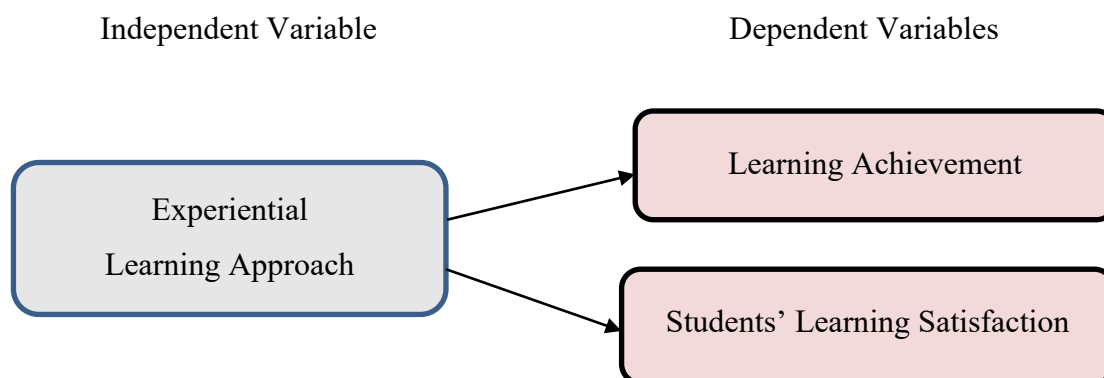 Independent Variable
Dependent Variables
Experiential
Learning Approach
Learning Achievement
Students’ Learning Satisfaction